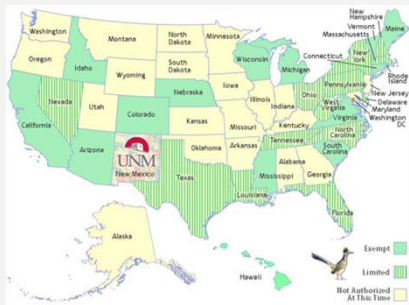 New
Hampshire
Vermont
Massachusetts
Maine
Washington
Montana
North
Dakota
Minnesota
Oregon
Idaho
Wyoming
South
Dakota
Wisconsin
Michigan
New
York
Connecticut
Rhode
Island
Nevada
Utah
Colorado
Nebraska
Iowa
Illinois
Indiana
Ohio
Pennsylvania
New Jersey
Delaware
Maryland
Washington
DC
West
Virginia
Virginia
California
Arizona
Kansas
Missouri
Kentucky
North
Carolina
Tennessee
South
Carolina
UNM
New Mexico
Oklahoma
Arkansas
Texas
Louisiana
Mississippi
Alabama
Georgia
Florida
Alaska
Hawaii
Exempt
Limited
Not Authorized
At This Time